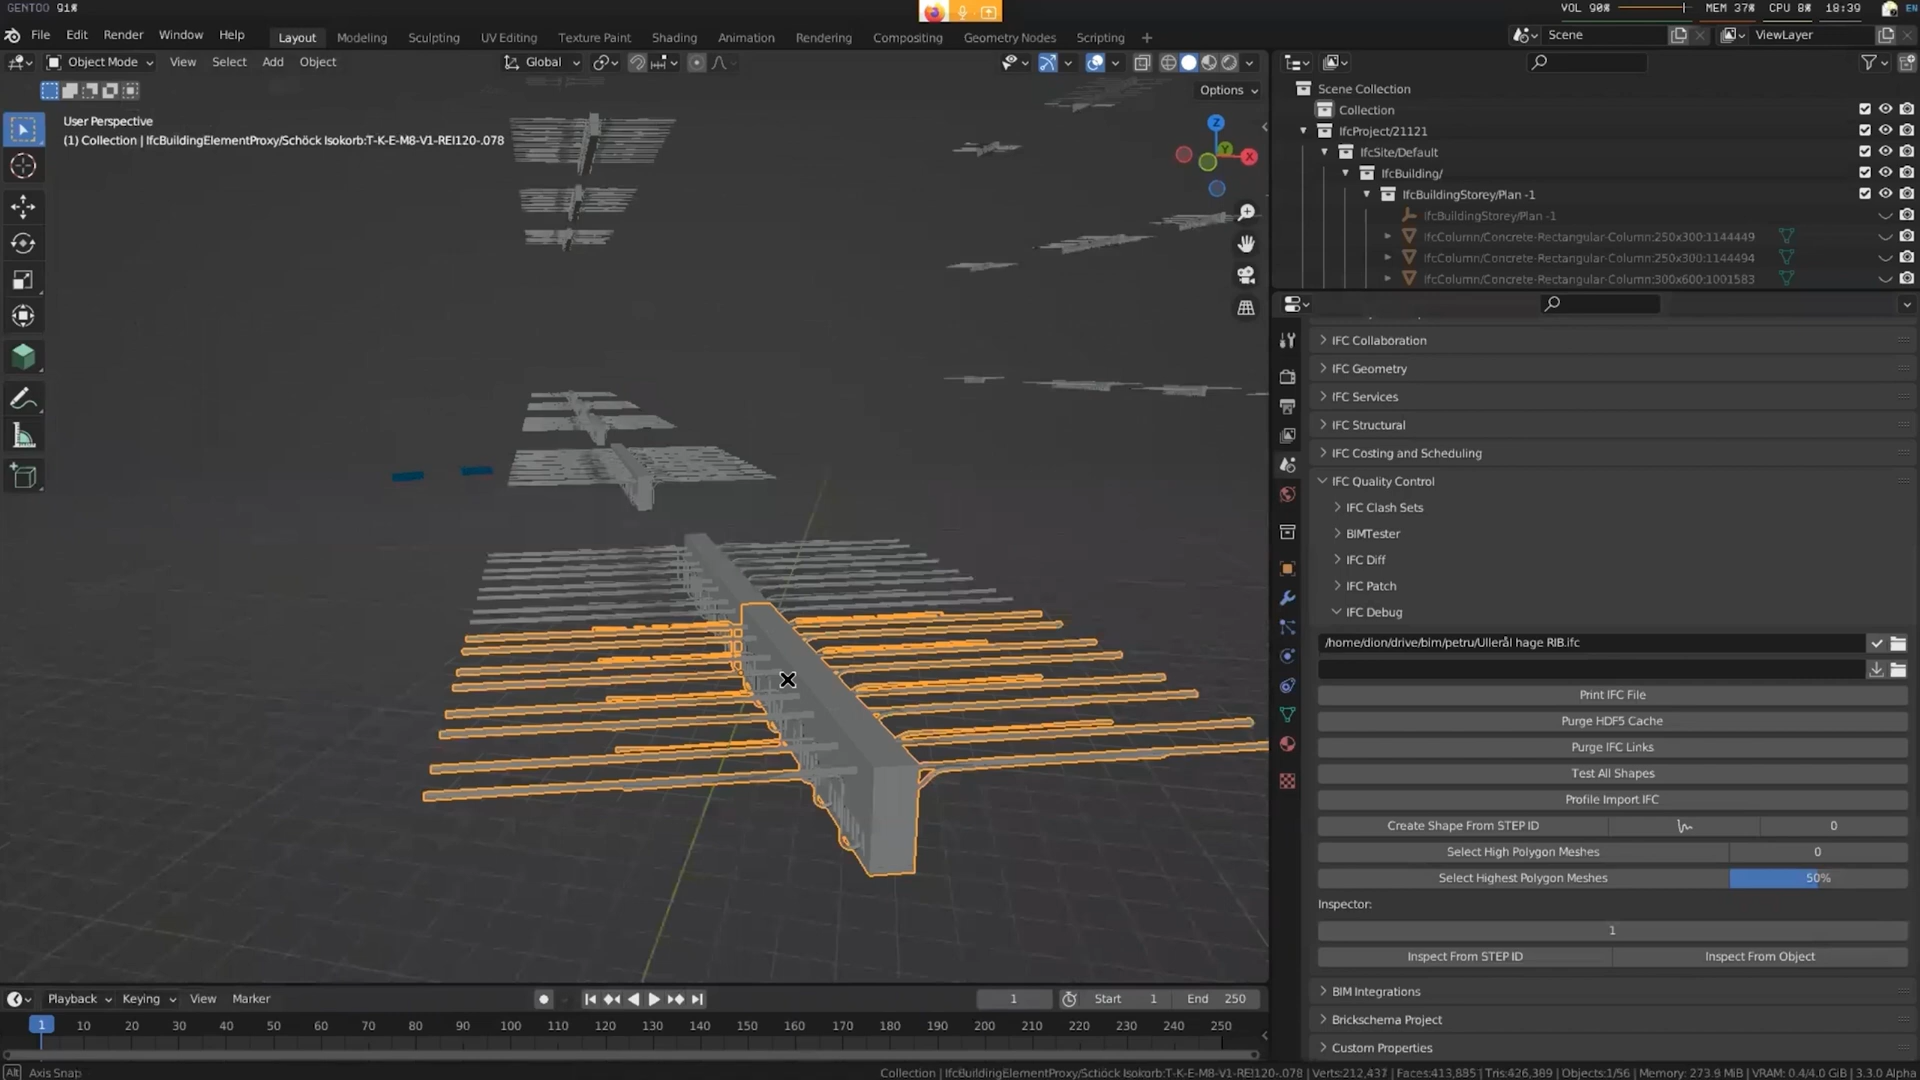 GENTOO 91% VOL 90% MEM 37% CPU 8% 18:39 EN
File Edit Render Window Help Layout Modeling Sculpting UV Editing Texture Paint Shading Animation Rendering Compositing Geometry Nodes Scripting + Scene ViewLayer
Object Mode View Select Add Object Global
Options
User Perspective
(1) Collection | IfcBuildingElementProxy/Schöck Isokorb:T-K-E-M8-V1-REI120-.078
Z
Y
X
Scene Collection
Collection
IfcProject/21121
IfcSite/Default
IfcBuilding/
IfcBuildingStorey/Plan -1
IfcBuildingStorey/Plan -1
IfcColumn/Concrete-Rectangular-Column:250x300:1144449
IfcColumn/Concrete-Rectangular-Column:250x300:1144494
IfcColumn/Concrete-Rectangular-Column:300x600:1001583
IFC Collaboration
IFC Geometry
IFC Services
IFC Structural
IFC Costing and Scheduling
IFC Quality Control
IFC Clash Sets
BIMTester
IFC Diff
IFC Patch
IFC Debug
/home/dion/drive/bim/petru/Ullerål hage RIB.ifc
Print IFC File
Purge HDF5 Cache
Purge IFC Links
Test All Shapes
Profile Import IFC
Create Shape From STEP ID 0
Select High Polygon Meshes 0
Select Highest Polygon Meshes 50%
Inspector:
1
Inspect From STEP ID Inspect From Object
BIM Integrations
Brickschema Project
Custom Properties
Playback Keying View Marker 1 Start 1 End 250
1 10 20 30 40 50 60 70 80 90 100 110 120 130 140 150 160 170 180 190 200 210 220 230 240 250
Alt Axis Snap
Collection | IfcBuildingElementProxy/Schöck Isokorb:T-K-E-M8-V1-REI120-.078 | Verts:212,437 | Faces:413,885 | Tris:426,389 | Objects:1/56 | Memory: 273.9 MiB | VRAM: 0.4/4.0 GiB | 3.3.0 Alpha